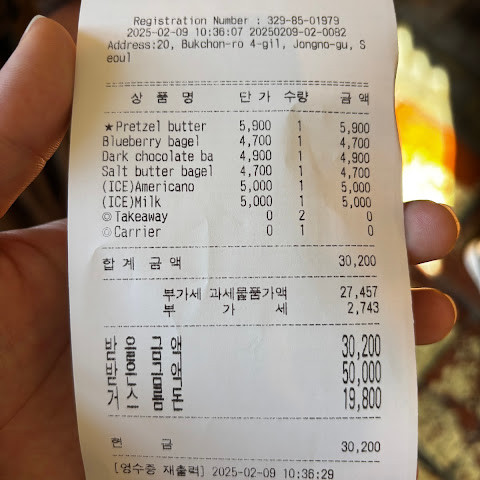 Registration Number : 329-85-01979
2025-02-09 10:36:07 20250209-02-0082
Address:20, Bukchon-ro 4-gil, Jongno-gu, S
eoul
상 품 명 단 가 수량 금 액
★Pretzel butter 5,900 1 5,900
Blueberry bagel 4,700 1 4,700
Dark chocolate ba 4,900 1 4,900
Salt butter bagel 4,700 1 4,700
(ICE)Americano 5,000 1 5,000
(ICE)Milk 5,000 1 5,000
◎Takeaway 0 2 0
◎Carrier 0 1 0
합 계 금 액 30,200
부가세 과세물품가액 27,457
부 가 세 2,743
받을금액 30,200
받은금액 50,000
거스름돈 19,800
현 금 30,200
[영수증 재출력] 2025-02-09 10:36:29